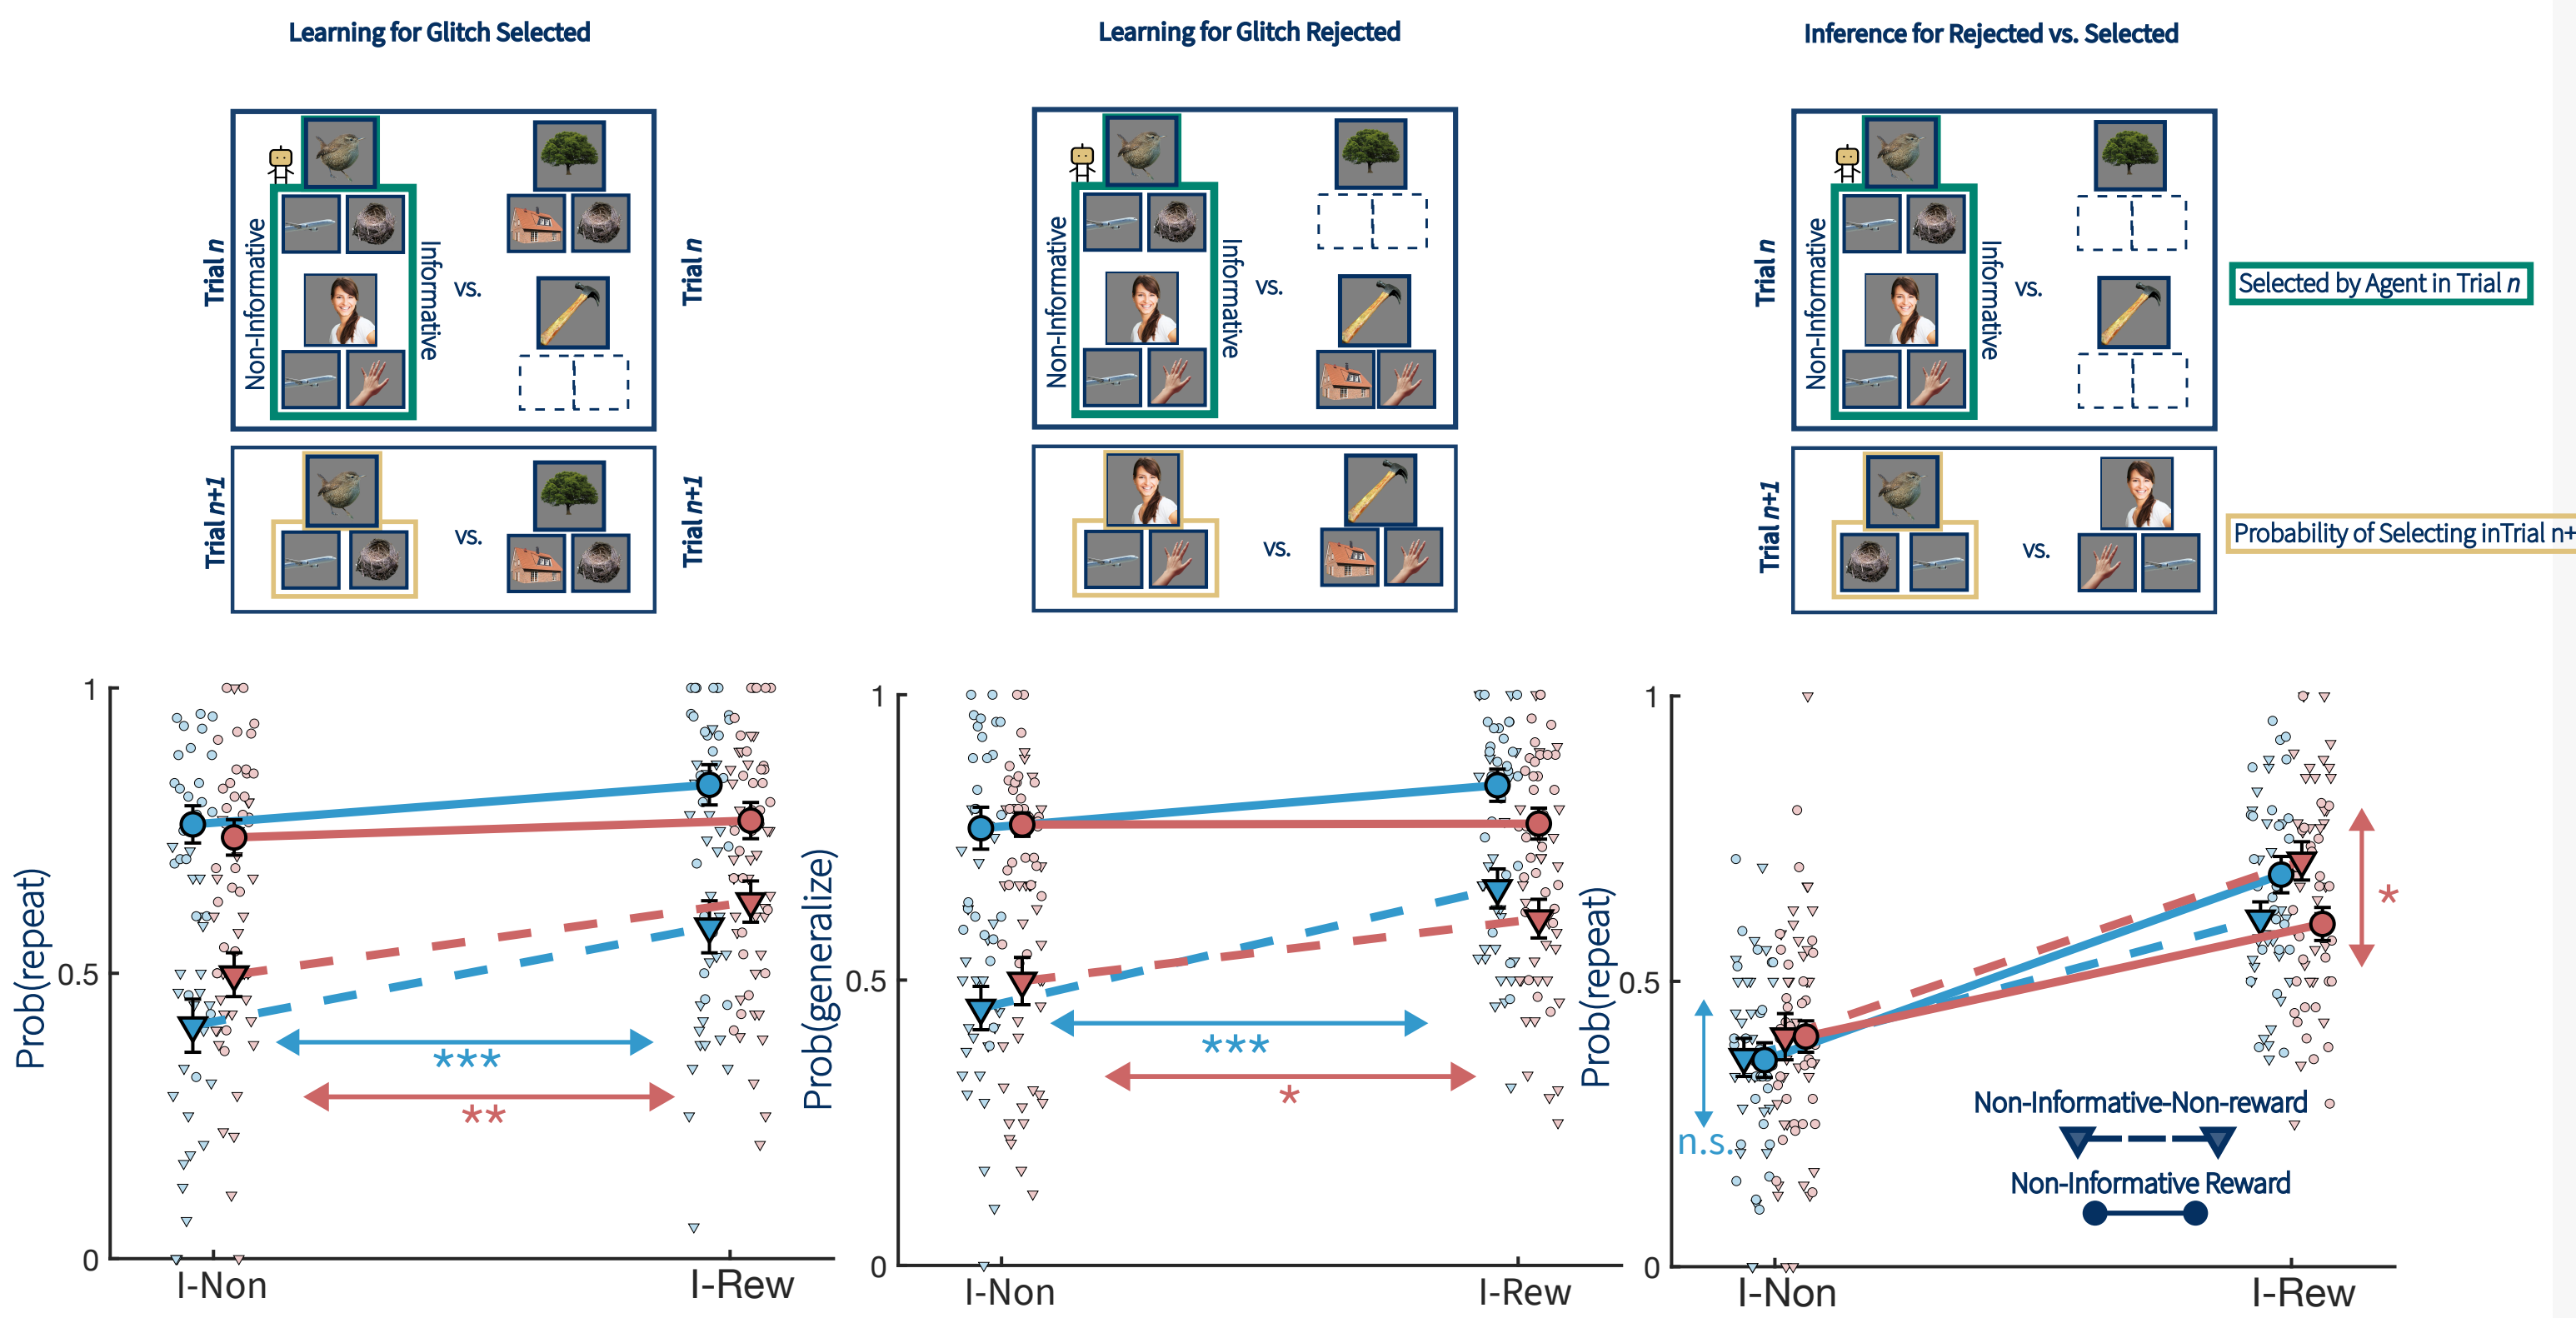 Learning for Glitch Selected
Learning for Glitch Rejected
Inference for Rejected vs. Selected
Trial n
Non-Informative
Informative
vs.
Trial n
Non-Informative
Informative
vs.
Trial n
Non-Informative
Informative
vs.
Selected by Agent in Trial n
Trial n+1
vs.
Trial n+1
vs.
Trial n+1
vs.
Probability of Selecting inTrial n+
Prob(repeat)
1
0.5
0
***
**
I-Non
I-Rew
Prob(generalize)
1
0.5
0
***
*
I-Non
I-Rew
Prob(repeat)
1
0.5
0
n.s.
*
Non-Informative-Non-reward
Non-Informative Reward
I-Non
I-Rew